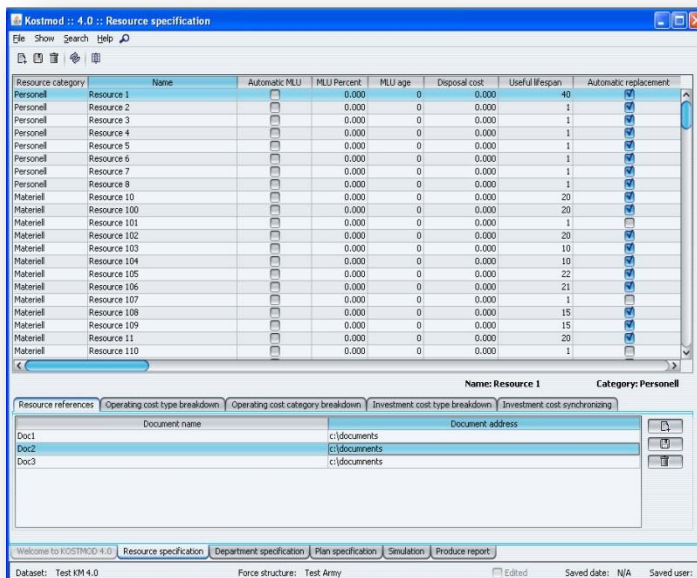 Kostmod :: 4.0 :: Resource specification
File Show Search Help
Resource category Name Automatic MLU MLU Percent MLU age Disposal cost Useful lifespan Automatic replacement
Personell Resource 1 0.000 0 0.000 40
Personell Resource 2 0.000 0 0.000 1
Personell Resource 3 0.000 0 0.000 1
Personell Resource 4 0.000 0 0.000 1
Personell Resource 5 0.000 0 0.000 1
Personell Resource 6 0.000 0 0.000 1
Personell Resource 7 0.000 0 0.000 1
Personell Resource 8 0.000 0 0.000 1
Materiell Resource 10 0.000 0 0.000 20
Materiell Resource 100 0.000 0 0.000 20
Materiell Resource 101 0.000 0 0.000 1
Materiell Resource 102 0.000 0 0.000 20
Materiell Resource 103 0.000 0 0.000 10
Materiell Resource 104 0.000 0 0.000 10
Materiell Resource 105 0.000 0 0.000 22
Materiell Resource 106 0.000 0 0.000 21
Materiell Resource 107 0.000 0 0.000 1
Materiell Resource 108 0.000 0 0.000 15
Materiell Resource 109 0.000 0 0.000 15
Materiell Resource 11 0.000 0 0.000 20
Materiell Resource 110 0.000 0 0.000 1
Name: Resource 1 Category: Personell
Resource references Operating cost type breakdown Operating cost category breakdown Investment cost type breakdown Investment cost synchronizing
Document name Document address
Doc1 c:\documents
Doc2 c:\documnents
Doc3 c:\documnents
Welcome to KOSTMOD 4.0 Resource specification Department specification Plan specification Simulation Produce report
Dataset: Test KM 4.0 Force structure: Test Army Edited Saved date: N/A Saved user: